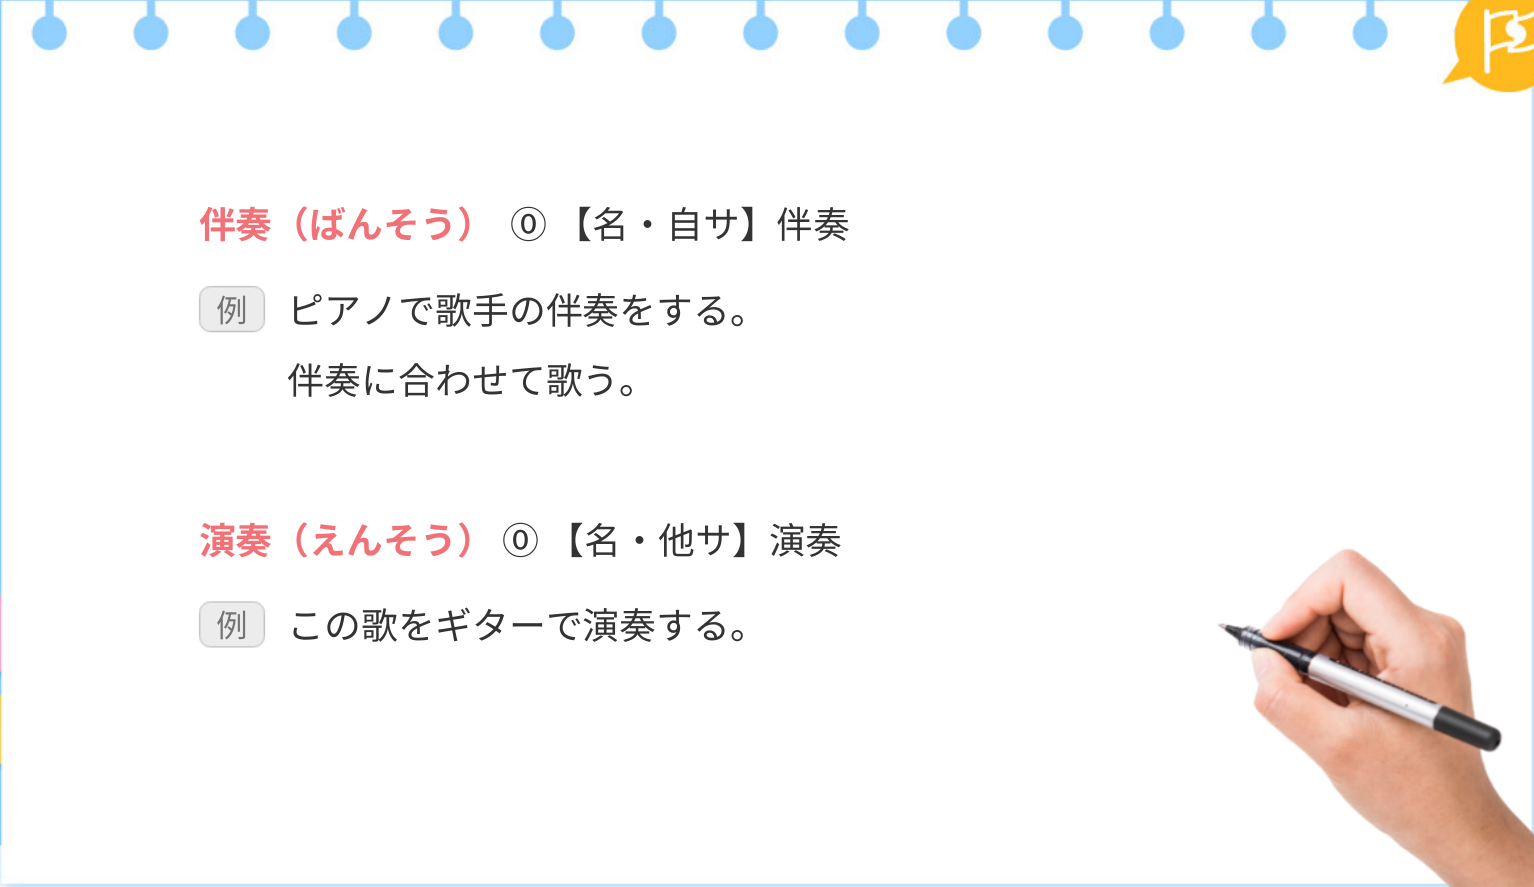 伴奏（ばんそう） ⓪ 【名・自サ】伴奏
例 ピアノで歌手の伴奏をする。
伴奏に合わせて歌う。
演奏（えんそう） ⓪ 【名・他サ】演奏
例 この歌をギターで演奏する。